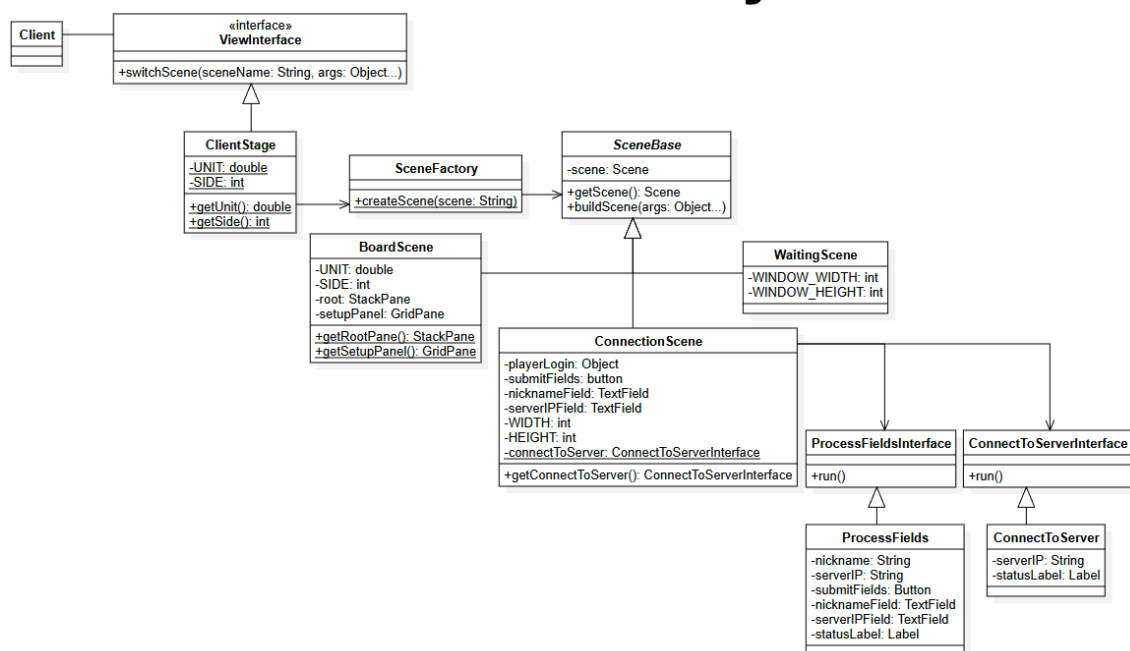 Client
«interface»
ViewInterface
+switchScene(sceneName: String, args: Object...)
ClientStage
-UNIT: double
-SIDE: int
+getUnit(): double
+getSide(): int
SceneFactory
+createScene(scene: String)
SceneBase
-scene: Scene
+getScene(): Scene
+buildScene(args: Object...)
BoardScene
-UNIT: double
-SIDE: int
-root: StackPane
-setupPanel: GridPane
+getRootPane(): StackPane
+getSetupPanel(): GridPane
WaitingScene
-WINDOW_WIDTH: int
-WINDOW_HEIGHT: int
ConnectionScene
-playerLogin: Object
-submitFields: button
-nicknameField: TextField
-serverIPField: TextField
-WIDTH: int
-HEIGHT: int
-connectToServer: ConnectToServerInterface
+getConnectToServer(): ConnectToServerInterface
ProcessFieldsInterface
+run()
ConnectToServerInterface
+run()
ProcessFields
-nickname: String
-serverIP: String
-submitFields: Button
-nicknameField: TextField
-serverIPField: TextField
-statusLabel: Label
ConnectToServer
-serverIP: String
-statusLabel: Label